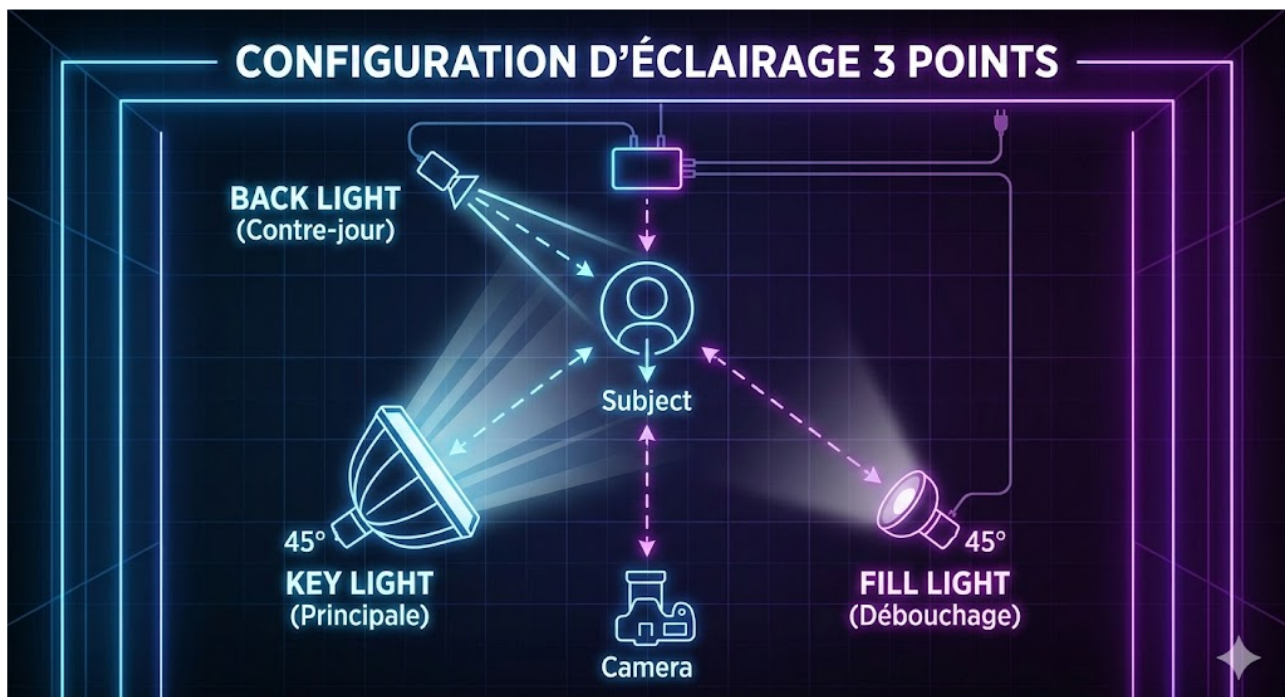 CONFIGURATION D'ÉCLAIRAGE 3 POINTS
BACK LIGHT
(Contre-jour)
Subject
45°
KEY LIGHT
(Principale)
45°
FILL LIGHT
(Débouchage)
Camera